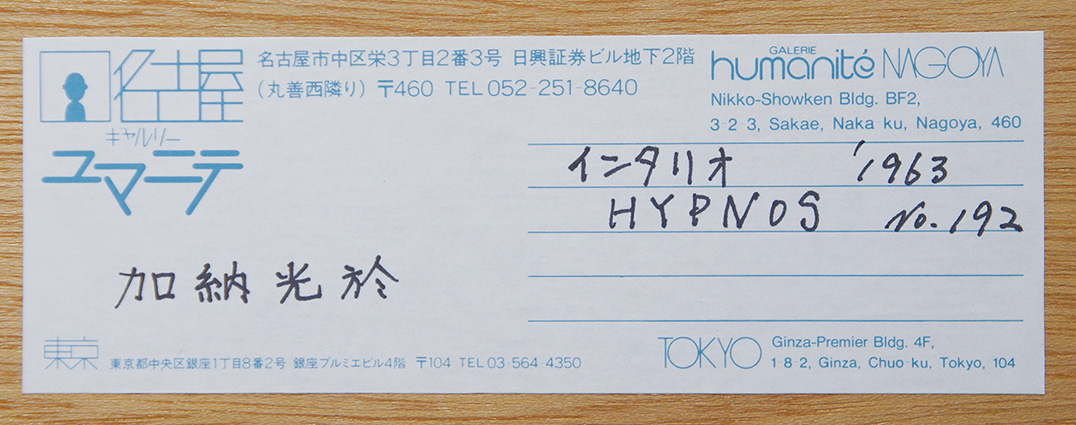 名古屋
ギャルリー
ユマニテ
名古屋市中区栄3丁目2番3号 日興証券ビル地下2階
（丸善西隣り）〒460 TEL 052-251-8640
GALERIE
humanité NAGOYA
Nikko-Showken Bldg. BF2,
3-2-3, Sakae, Naka-ku, Nagoya, 460
インタリオ '1963
HYPNOS No.192
加納光於
東京 東京都中央区銀座1丁目8番2号 銀座プルミエビル4階 〒104 TEL 03-564-4350
TOKYO
Ginza-Premier Bldg. 4F,
1-8-2, Ginza, Chuo-ku, Tokyo, 104